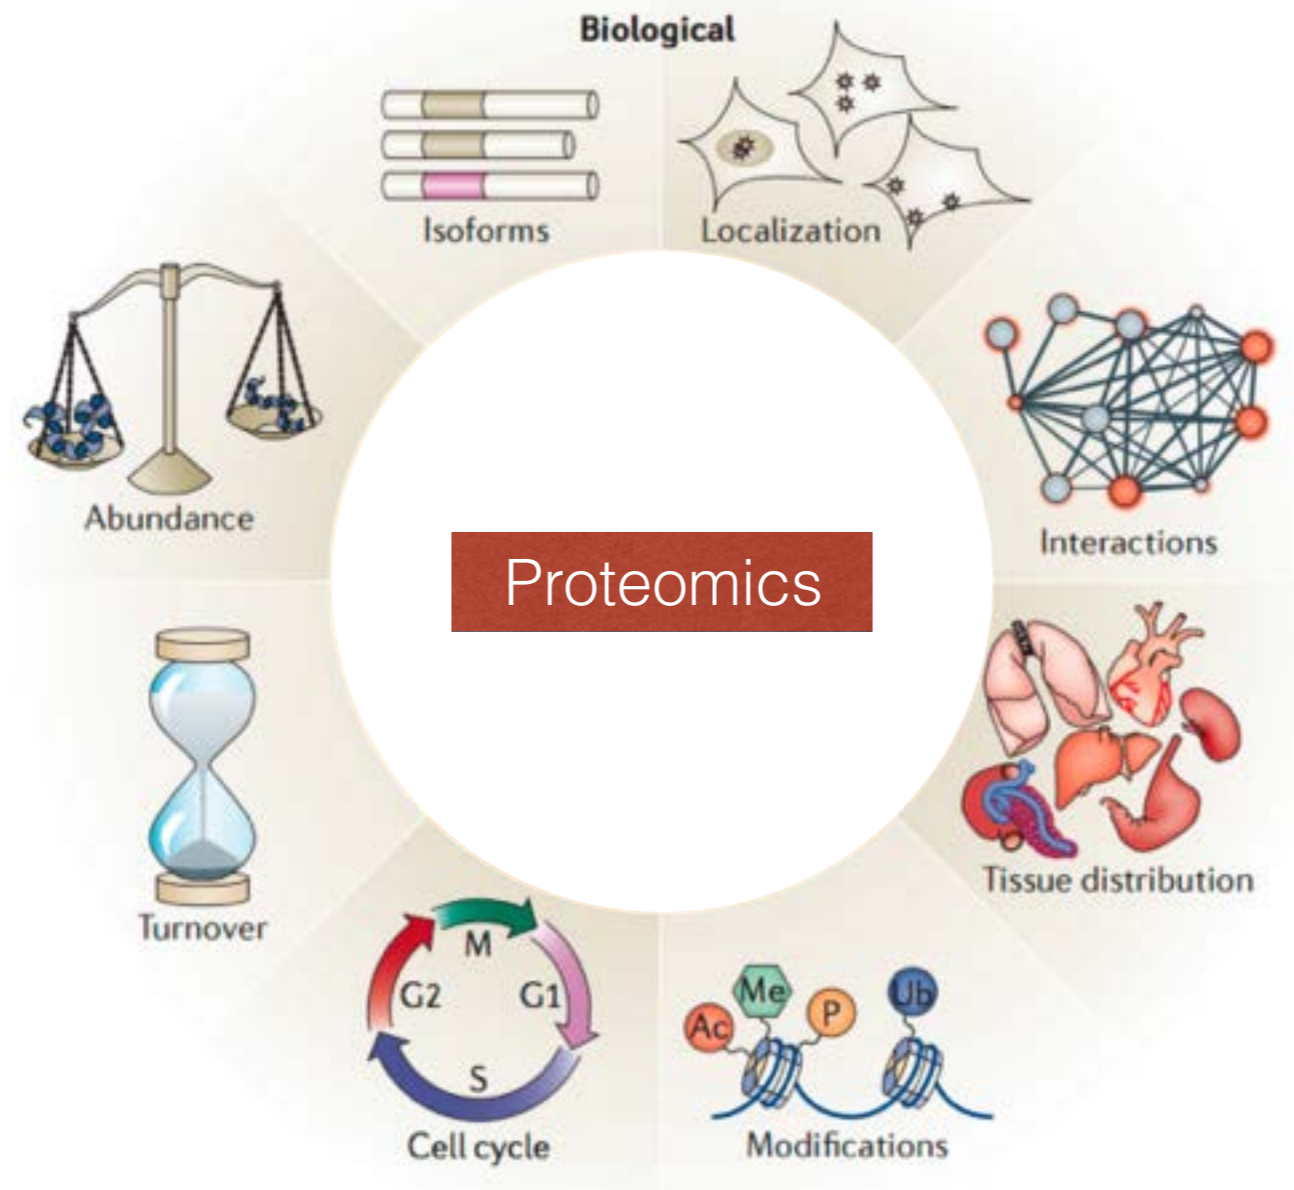 Biological
Isoforms
Localization
Abundance
Interactions
Proteomics
Turnover
Tissue distribution
M
G2
G1
S
Cell cycle
Ac
Me
P
Ub
Modifications